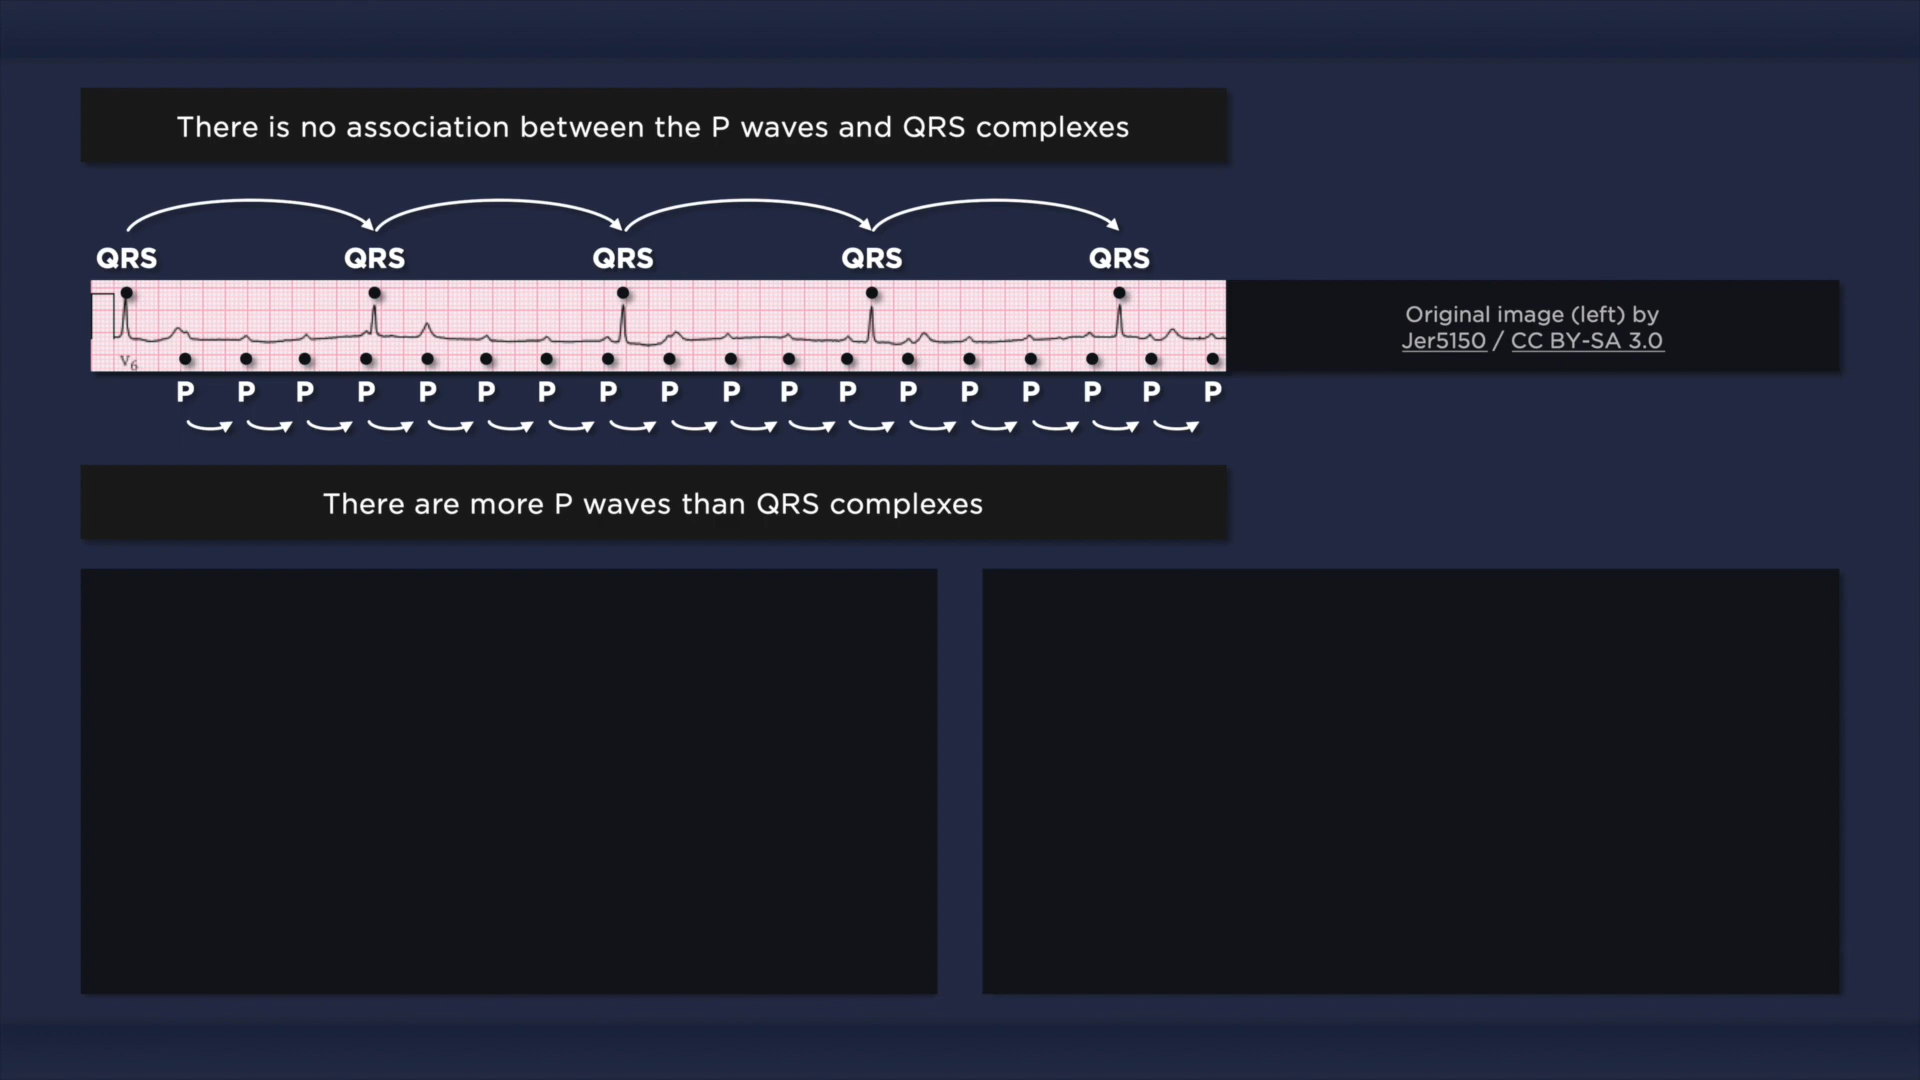 There is no association between the P waves and QRS complexes
QRS QRS QRS QRS QRS
V6
Original image (left) by
Jer5150 / CC BY-SA 3.0
P P P P P P P P P P P P P P P P P P
There are more P waves than QRS complexes